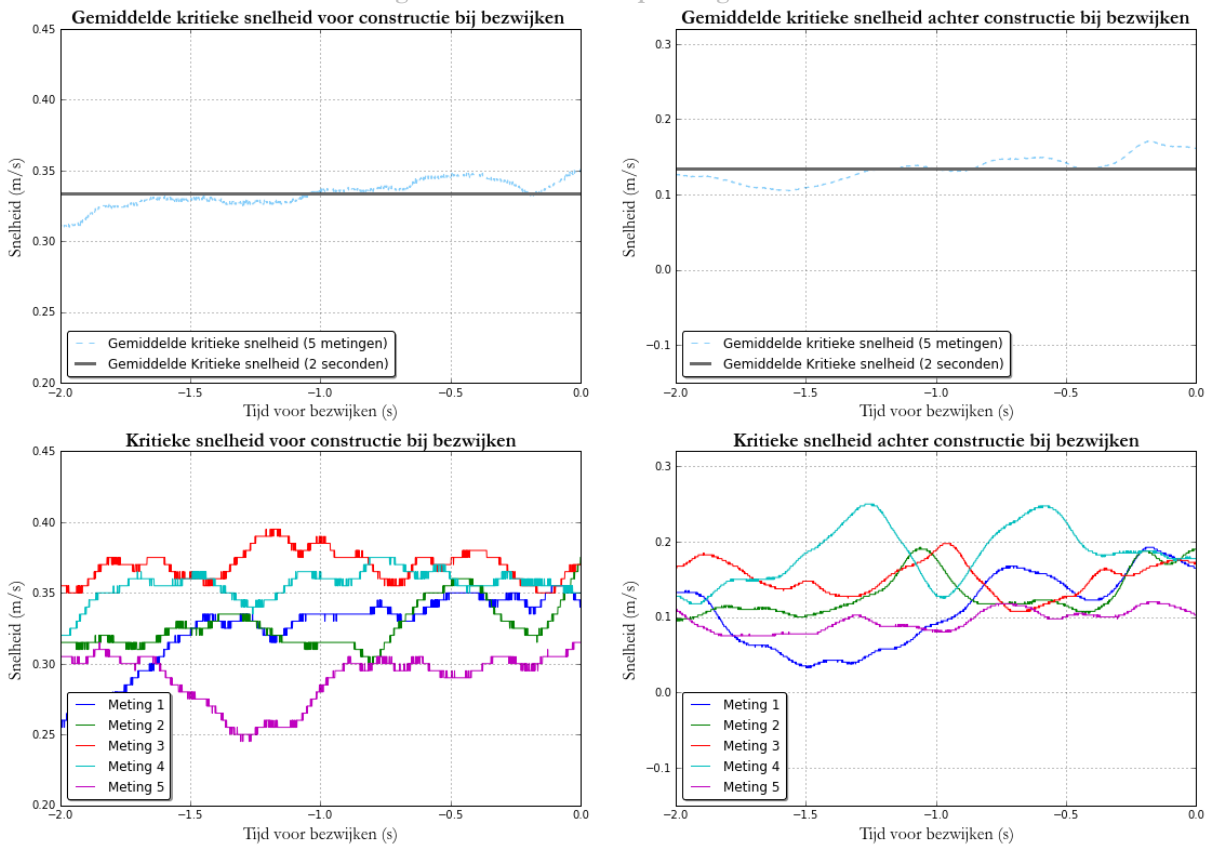 Gemiddelde kritieke snelheid voor constructie bij bezwijken
0.45
0.40
0.35
0.30
0.25
0.20
Snelheid (m/s)
Gemiddelde kritieke snelheid (5 metingen)
Gemiddelde Kritieke snelheid (2 seconden)
−2.0 −1.5 −1.0 −0.5 0.0
Tijd voor bezwijken (s)
Gemiddelde kritieke snelheid achter constructie bij bezwijken
0.3
0.2
0.1
0.0
−0.1
Snelheid (m/s)
Gemiddelde kritieke snelheid (5 metingen)
Gemiddelde Kritieke snelheid (2 seconden)
−2.0 −1.5 −1.0 −0.5 0.0
Tijd voor bezwijken (s)
Kritieke snelheid voor constructie bij bezwijken
0.45
0.40
0.35
0.30
0.25
0.20
Snelheid (m/s)
Meting 1
Meting 2
Meting 3
Meting 4
Meting 5
−2.0 −1.5 −1.0 −0.5 0.0
Tijd voor bezwijken (s)
Kritieke snelheid achter constructie bij bezwijken
0.3
0.2
0.1
0.0
−0.1
Snelheid (m/s)
Meting 1
Meting 2
Meting 3
Meting 4
Meting 5
−2.0 −1.5 −1.0 −0.5 0.0
Tijd voor bezwijken (s)